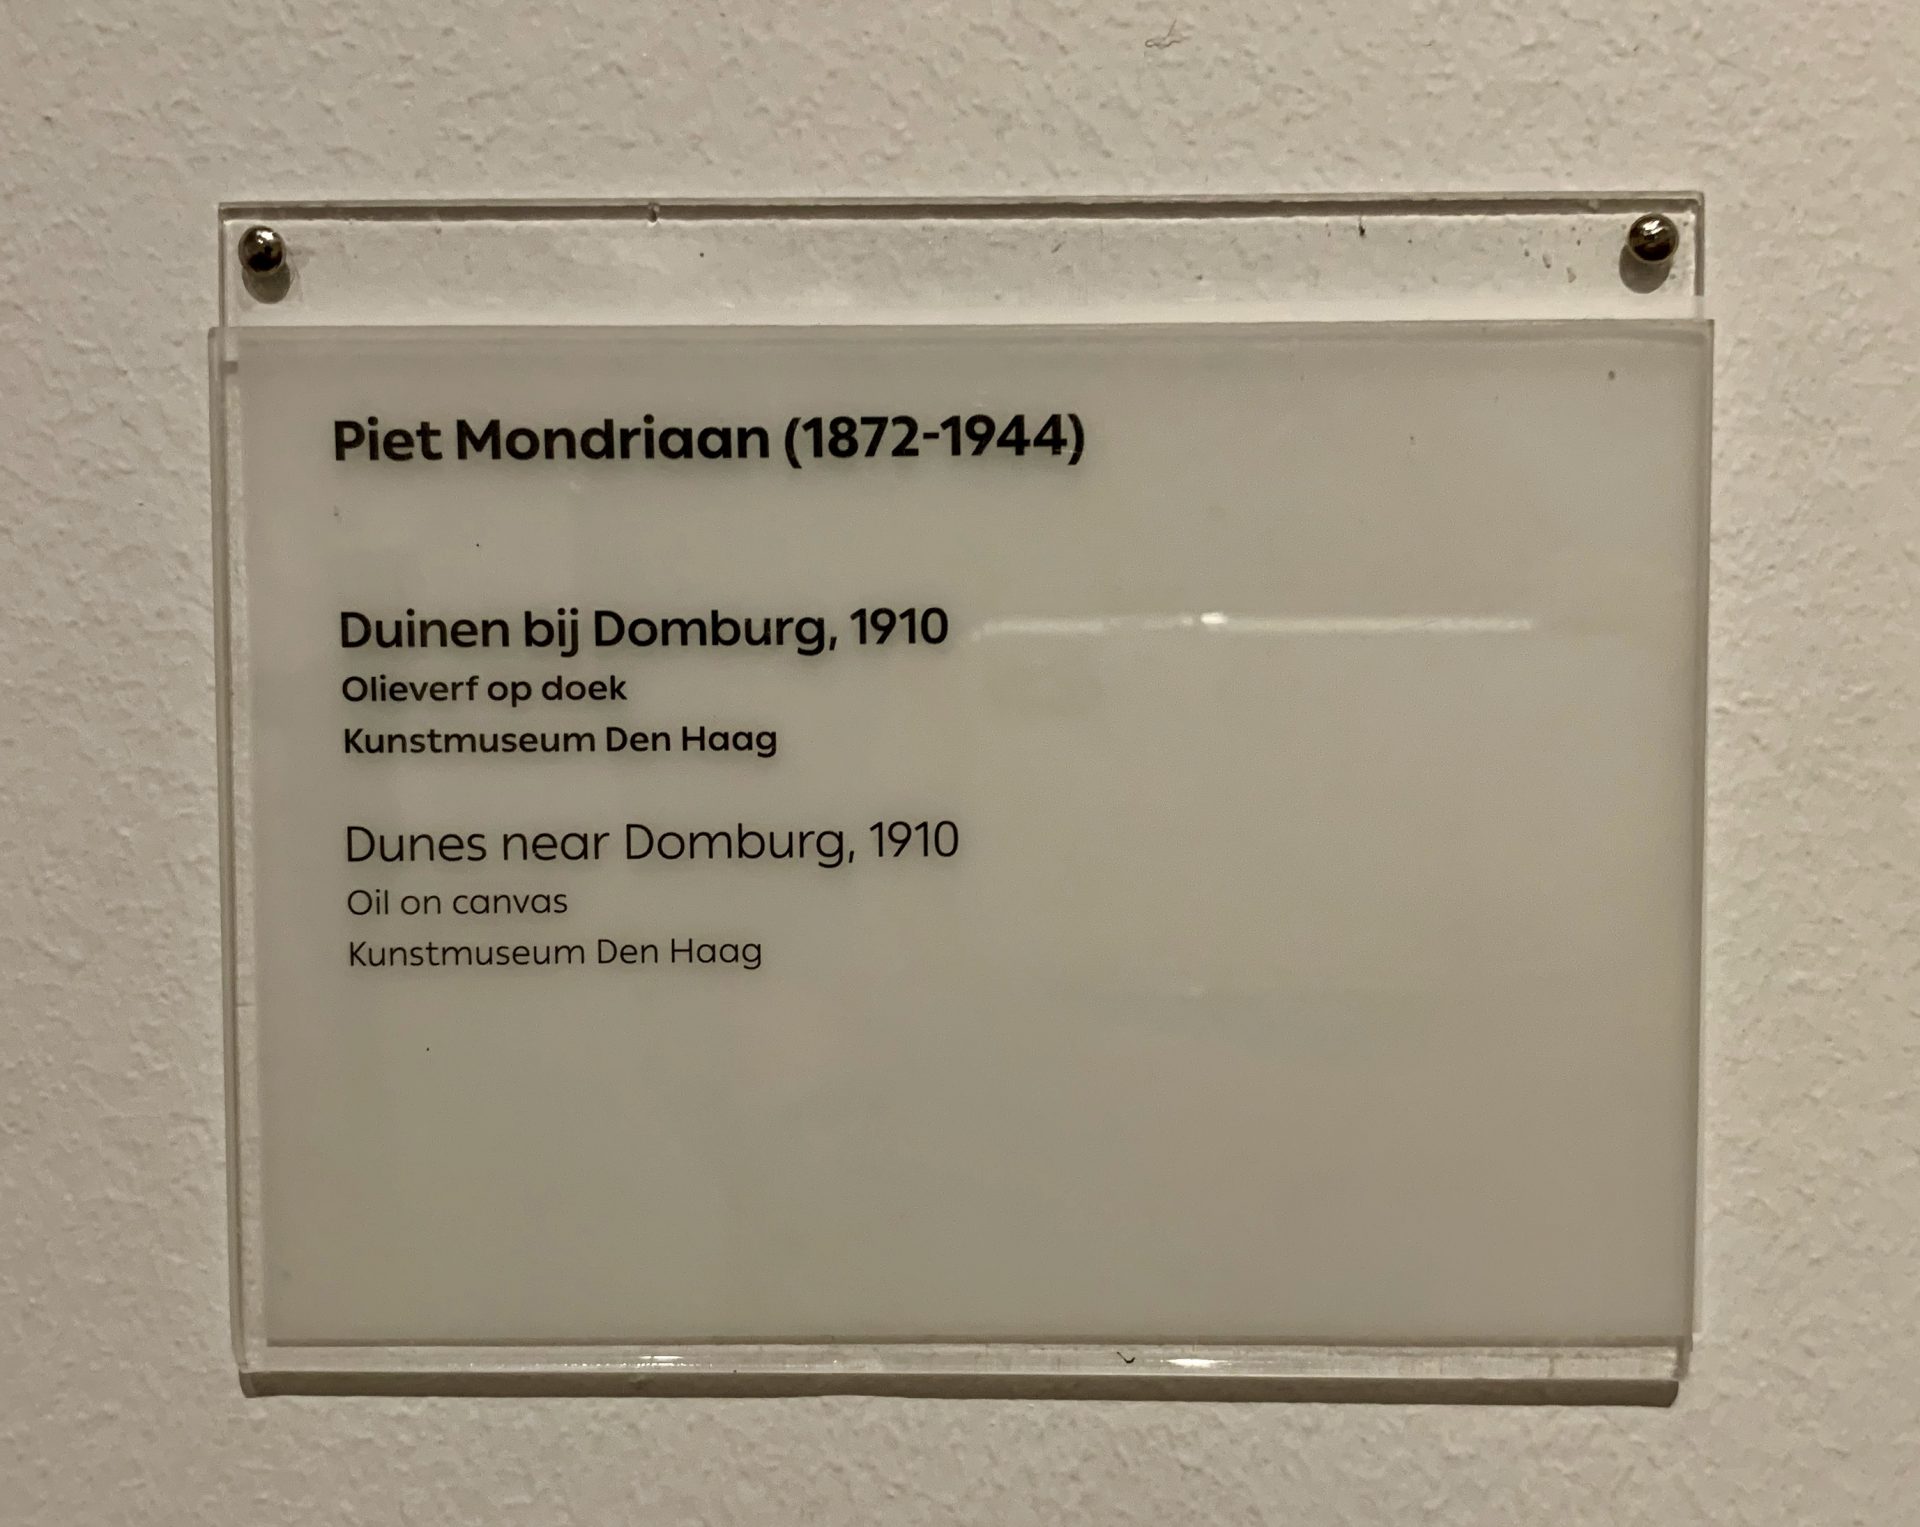 Piet Mondriaan (1872-1944)
Duinen bij Domburg, 1910
Olieverf op doek
Kunstmuseum Den Haag
Dunes near Domburg, 1910
Oil on canvas
Kunstmuseum Den Haag